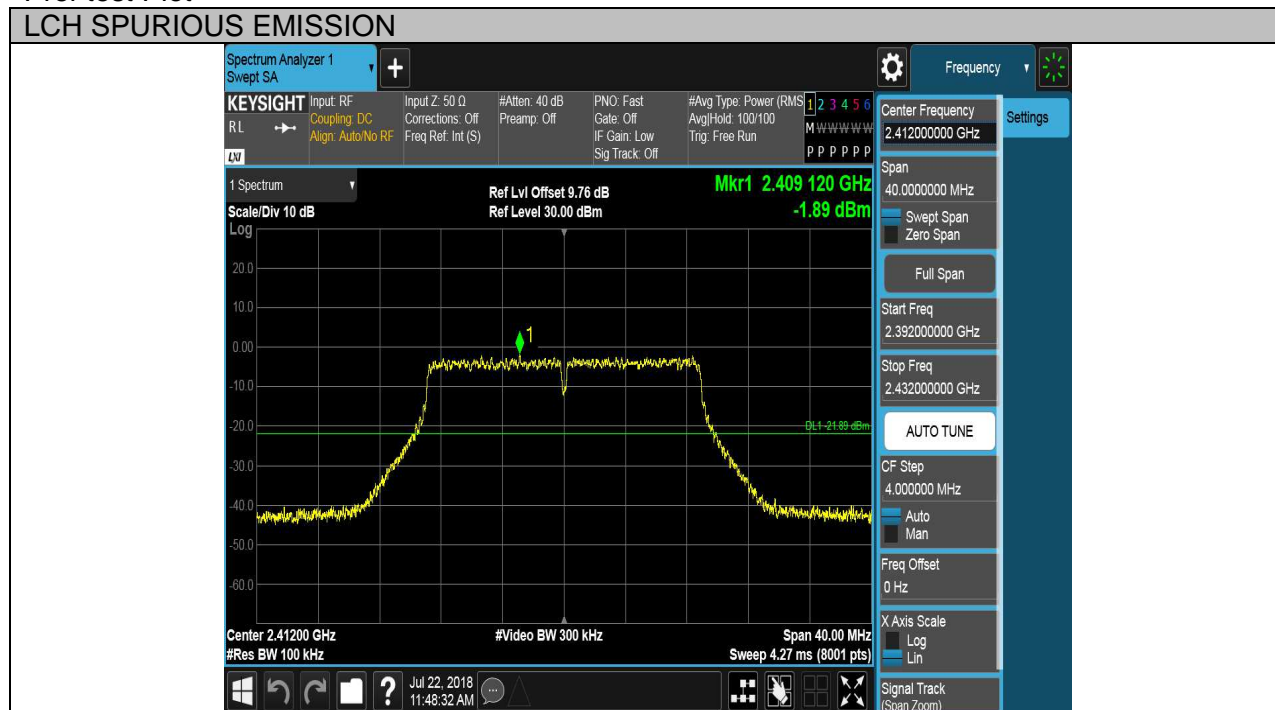 LCH SPURIOUS EMISSION
Spectrum Analyzer 1
Swept SA
+
Frequency
KEYSIGHT
RL
LXI
Input: RF
Coupling: DC
Align: Auto/No RF
Input Z: 50 Ω
Corrections: Off
Freq Ref: Int (S)
#Atten: 40 dB
Preamp: Off
PNO: Fast
Gate: Off
IF Gain: Low
Sig Track: Off
#Avg Type: Power (RMS
Avg|Hold: 100/100
Trig: Free Run
1 2 3 4 5 6
M W W W W W
P P P P P P
1 Spectrum
Scale/Div 10 dB
Log
Ref Lvl Offset 9.76 dB
Ref Level 30.00 dBm
Mkr1 2.409 120 GHz
-1.89 dBm
20.0
10.0
0.00
-10.0
-20.0
-30.0
-40.0
-50.0
-60.0
1
DL1 -21.89 dBm
Center 2.41200 GHz
#Res BW 100 kHz
#Video BW 300 kHz
Span 40.00 MHz
Sweep 4.27 ms (8001 pts)
?
Jul 22, 2018
11:48:32 AM
Center Frequency
2.412000000 GHz
Settings
Span
40.0000000 MHz
Swept Span
Zero Span
Full Span
Start Freq
2.392000000 GHz
Stop Freq
2.432000000 GHz
AUTO TUNE
CF Step
4.000000 MHz
Auto
Man
Freq Offset
0 Hz
X Axis Scale
Log
Lin
Signal Track
(Span Zoom)